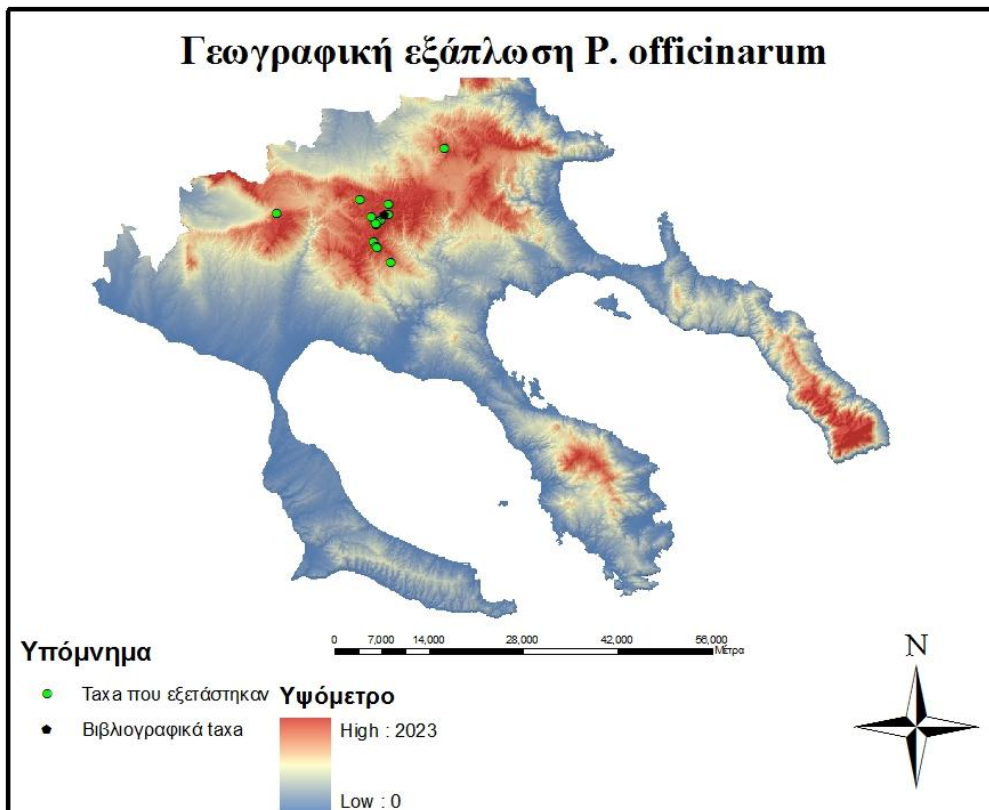 Γεωγραφική εξάπλωση P. officinarum
Υπόμνημα
Taxa που εξετάστηκαν
Βιβλιογραφικά taxa
Υψόμετρο
High : 2023
Low : 0
0 7,000 14,000 28,000 42,000 56,000
Μέτρα
N